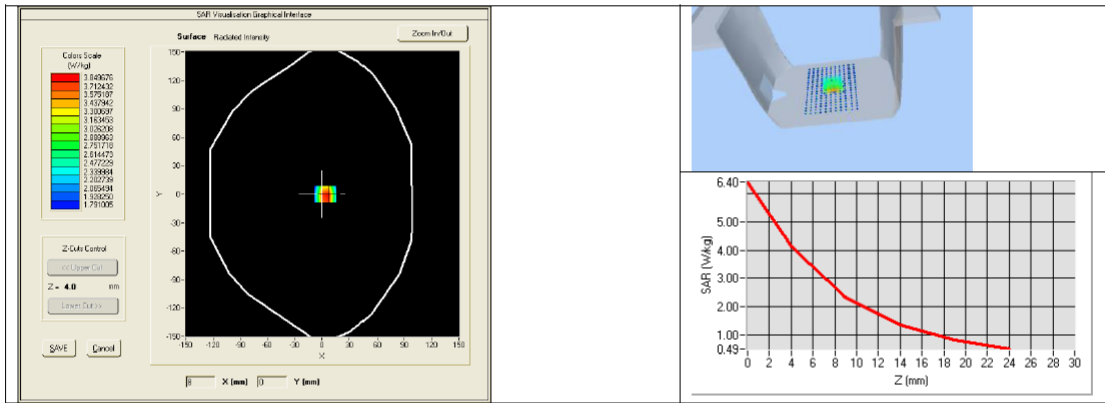 SAR Visualisation Graphical Interface
Surface Radiated Intensity
Zoom In/Out
Colors Scale
(W/kg)
3.849676
3.712432
3.575187
3.437942
3.300697
3.163453
3.026208
2.888963
2.751718
2.614473
2.477229
2.339984
2.202739
2.065494
1.928250
1.791005
Z-Cuts Control
<< Upper Cut
Z = 4.0 mm
Lower Cut >>
SAVE Cancel
150
120
90
60
30
0
-30
-60
-90
-120
-150
Y
-150 -120 -90 -60 -30 0 30 60 90 120 150
X
8 X (mm) 0 Y (mm)
6.40
5.00
4.00
3.00
2.00
1.00
0.49
SAR (W/kg)
0 2 4 6 8 10 12 14 16 18 20 22 24 26 28 30
Z (mm)